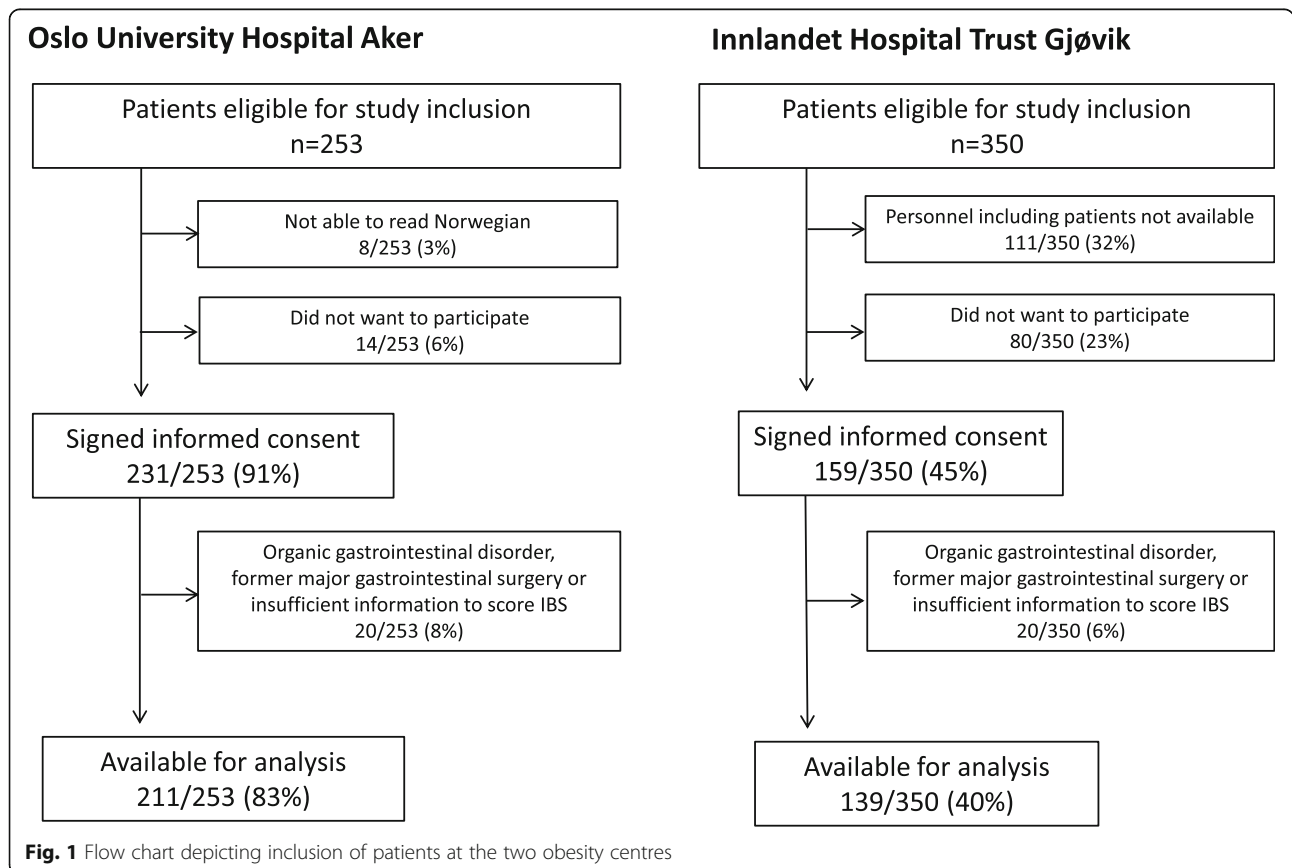 Oslo University Hospital Aker
Patients eligible for study inclusion
n=253
Not able to read Norwegian
8/253 (3%)
Did not want to participate
14/253 (6%)
Signed informed consent
231/253 (91%)
Organic gastrointestinal disorder,
former major gastrointestinal surgery or
insufficient information to score IBS
20/253 (8%)
Available for analysis
211/253 (83%)
Innlandet Hospital Trust Gjøvik
Patients eligible for study inclusion
n=350
Personnel including patients not available
111/350 (32%)
Did not want to participate
80/350 (23%)
Signed informed consent
159/350 (45%)
Organic gastrointestinal disorder,
former major gastrointestinal surgery or
insufficient information to score IBS
20/350 (6%)
Available for analysis
139/350 (40%)
Fig. 1 Flow chart depicting inclusion of patients at the two obesity centres